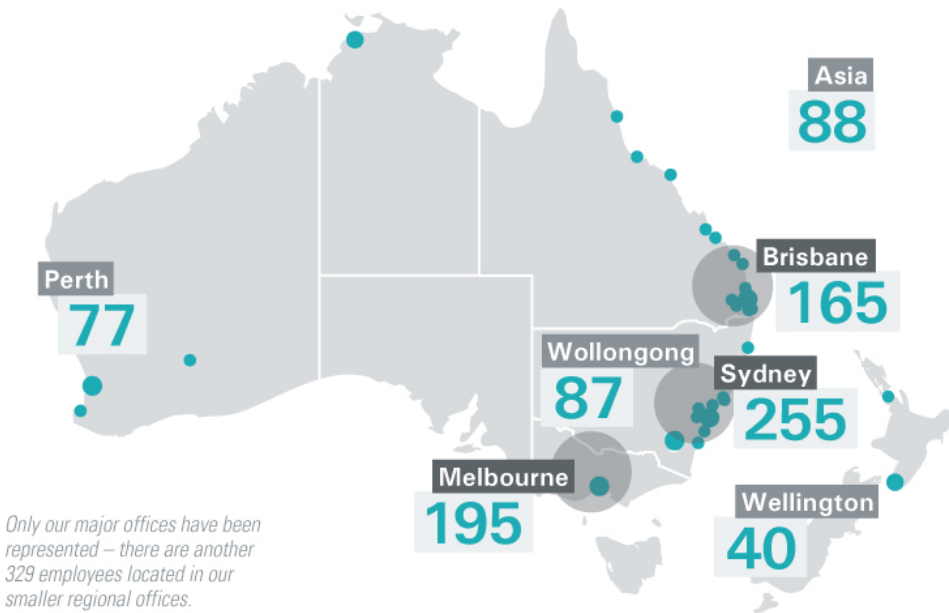 Asia
88
Perth
77
Brisbane
165
Wollongong
87
Sydney
255
Melbourne
195
Wellington
40
Only our major offices have been
represented – there are another
329 employees located in our
smaller regional offices.